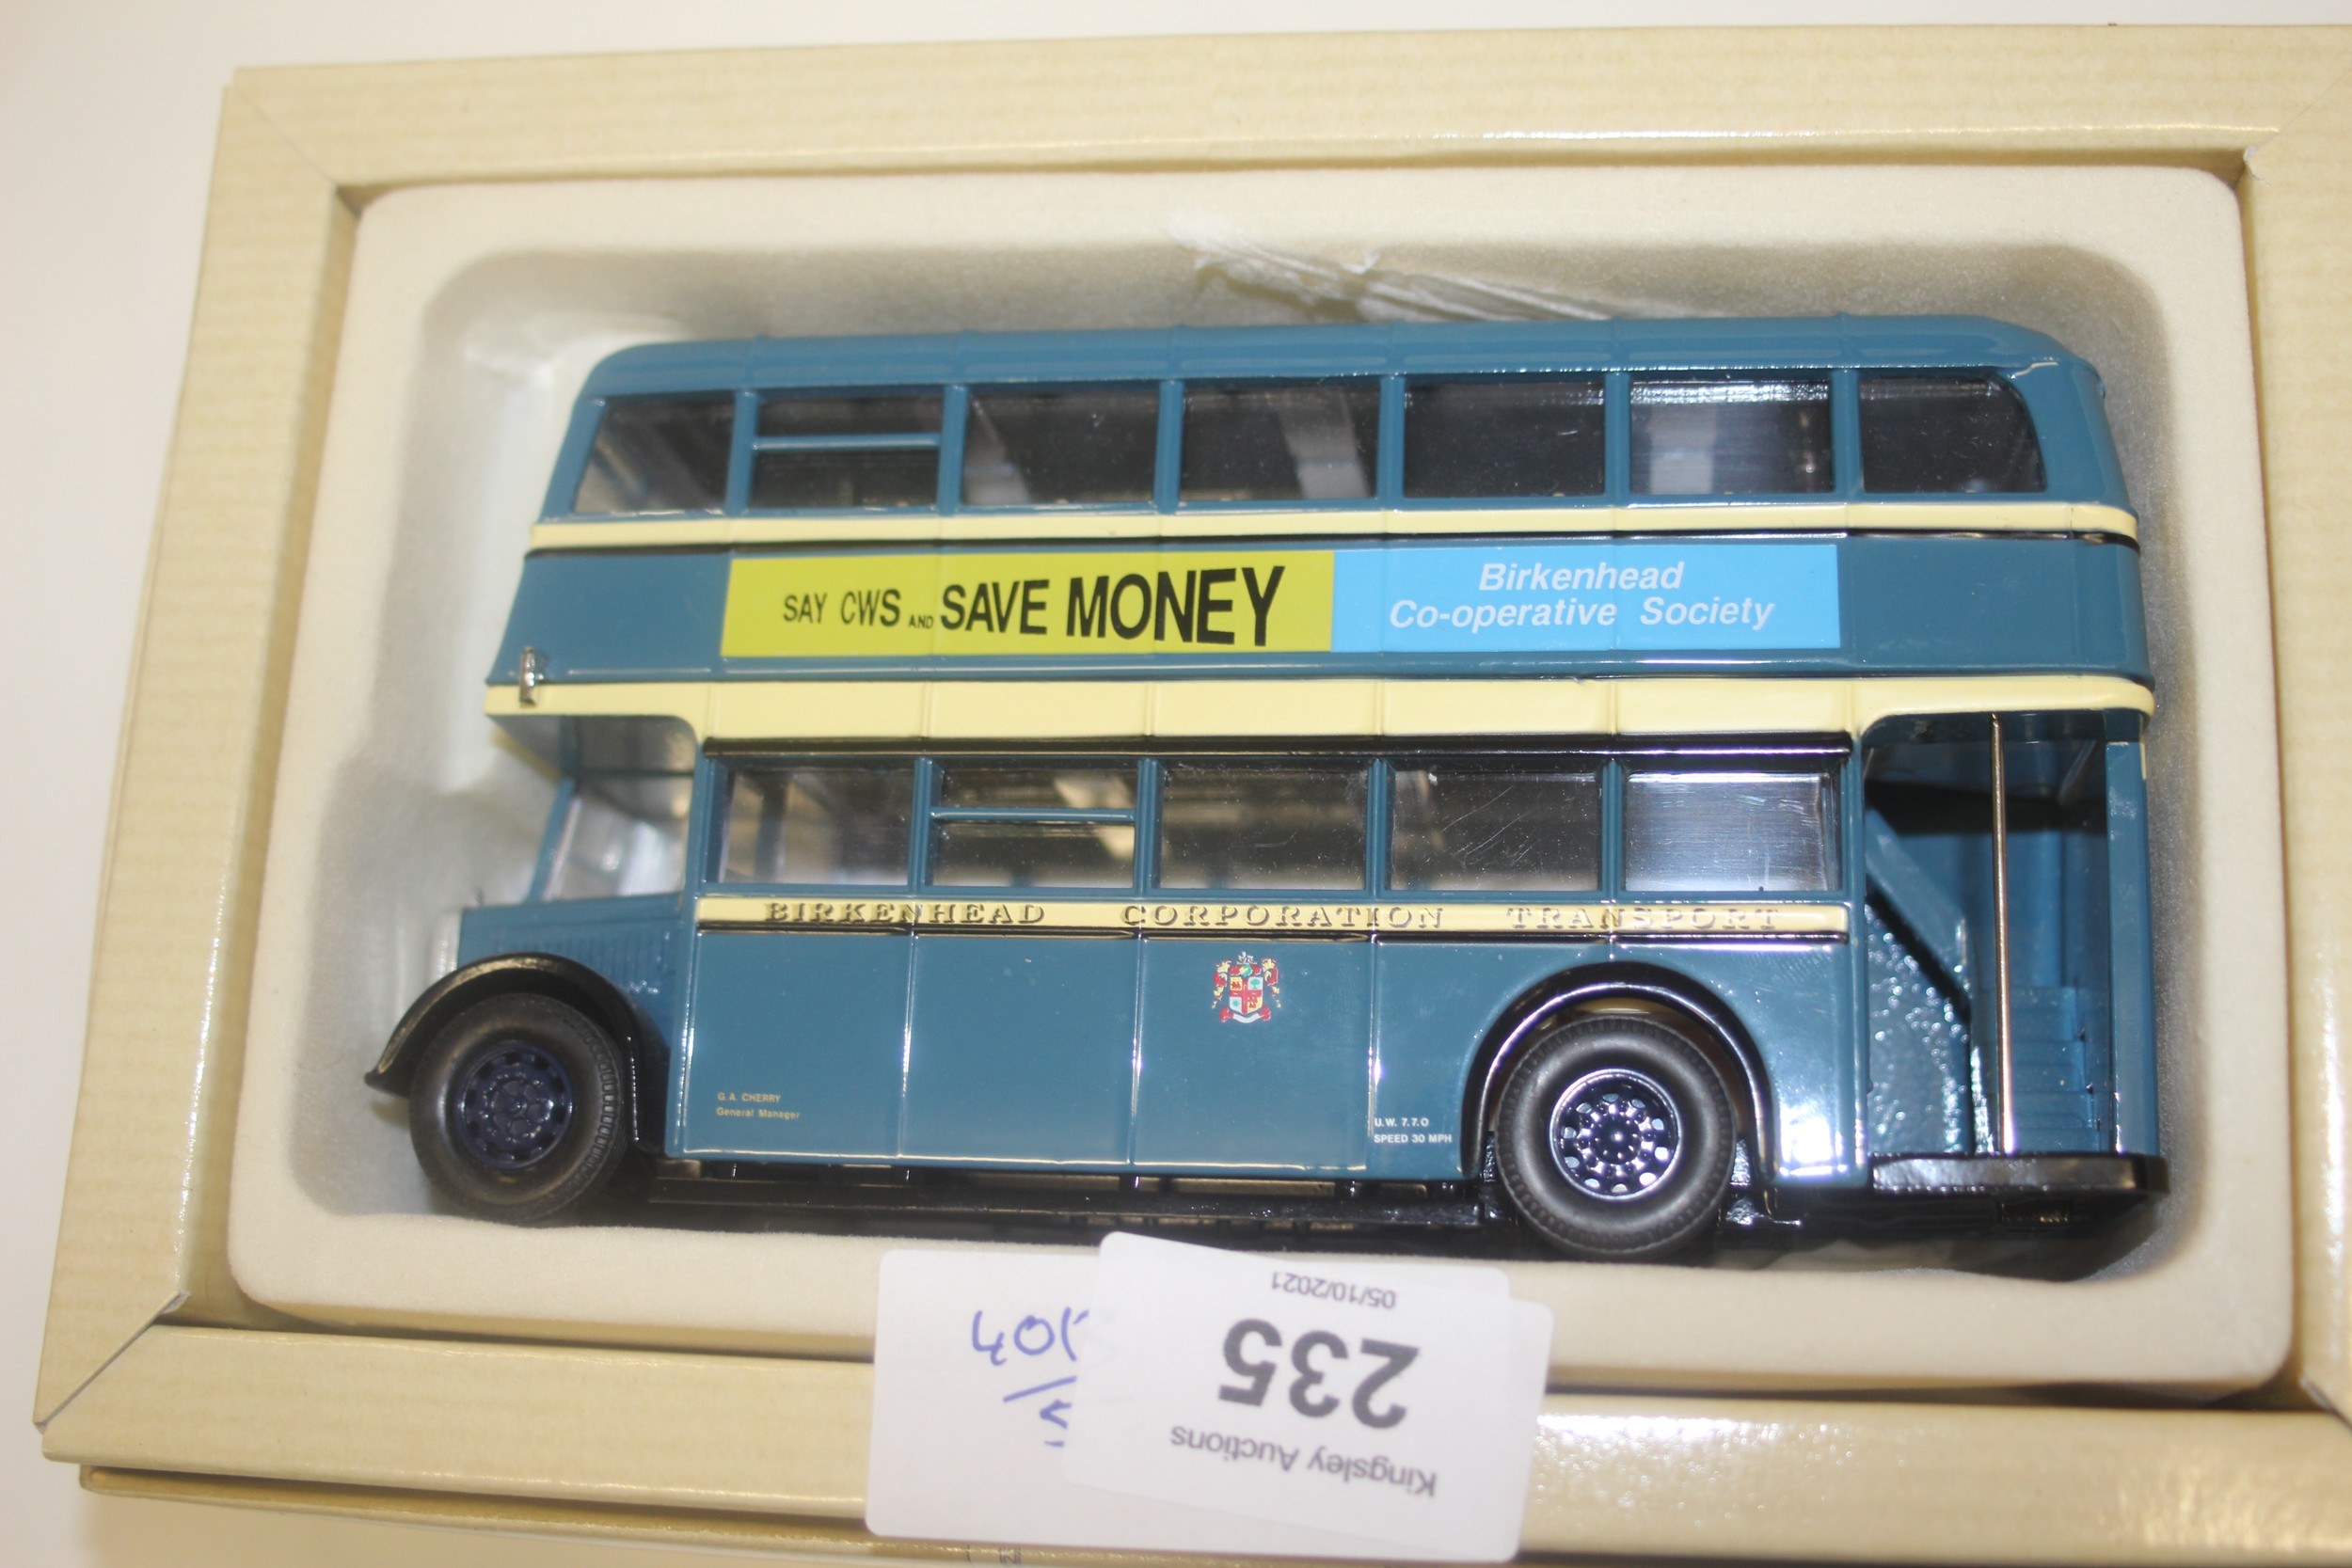 SAY CWS AND SAVE MONEY
Birkenhead
Co-operative Society
BIRKENHEAD CORPORATION TRANSPORT
G. A. CHERRY
General Manager
U.W. 7.7.0
SPEED 30 MPH
Kingsley Auctions
235
05/10/2021